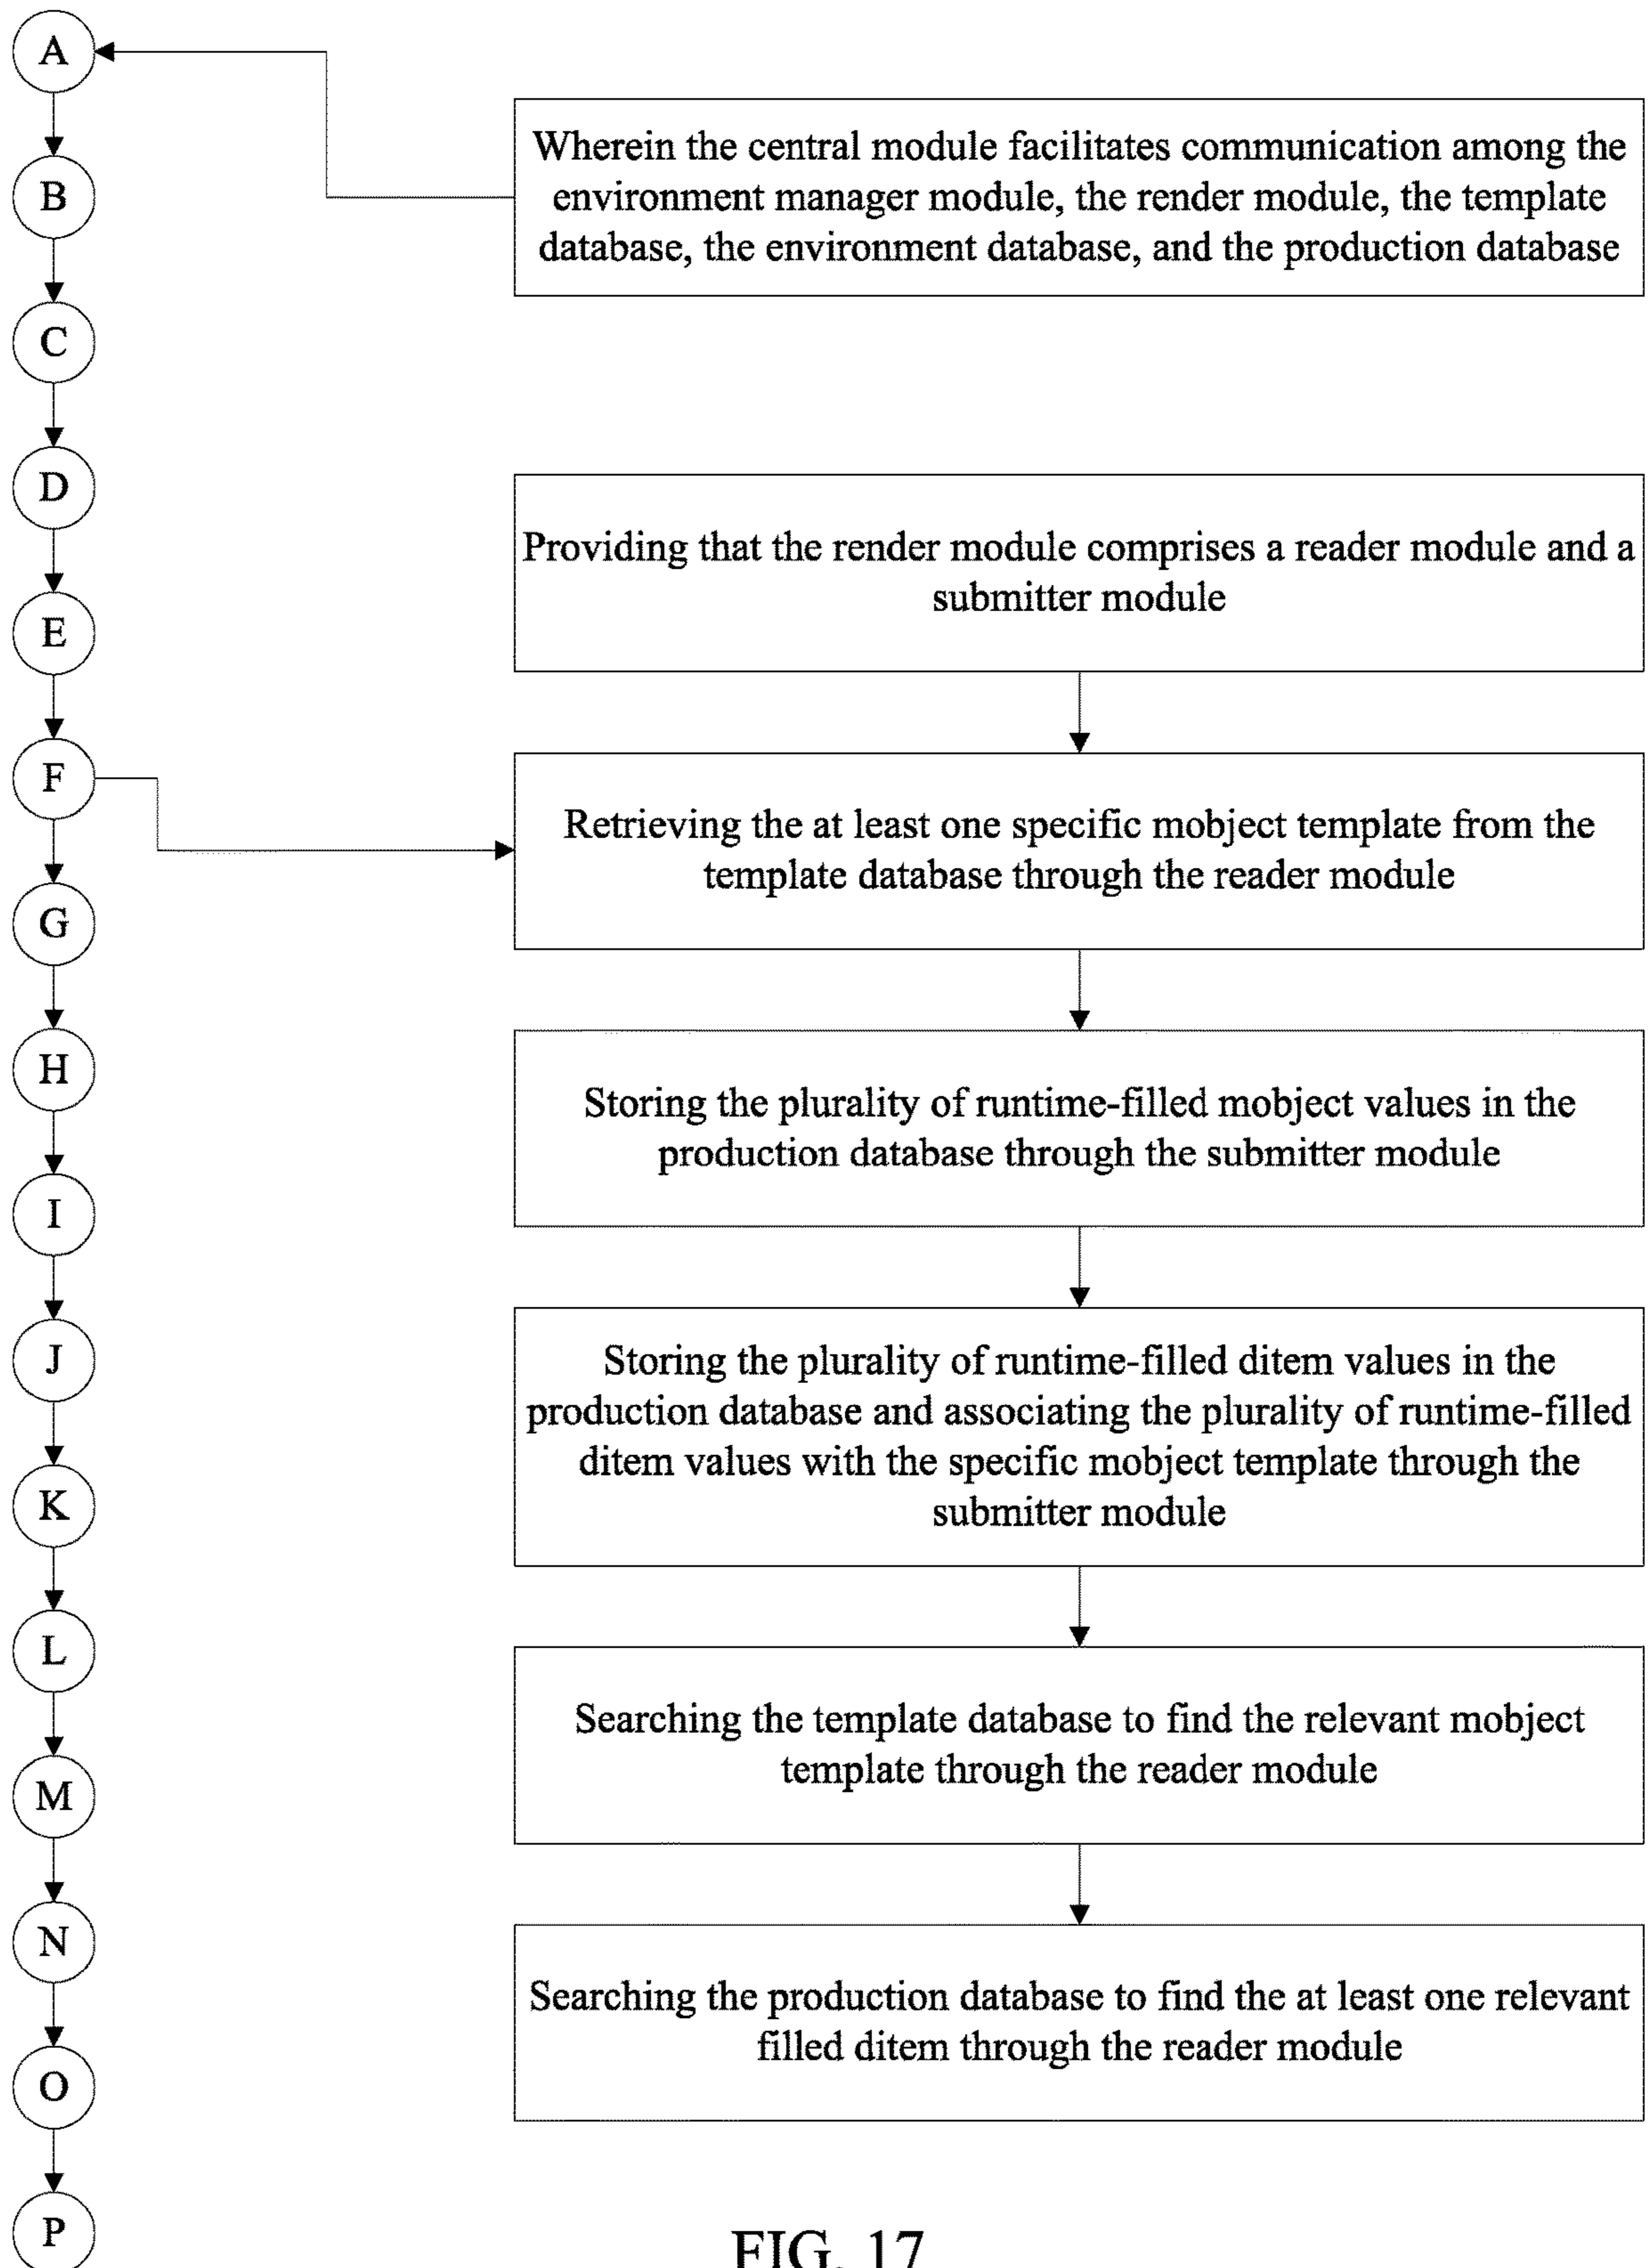 A
Wherein the central module facilitates communication among the
environment manager module, the render module, the template
database, the environment database, and the production database
B
C
D
Providing that the render module comprises a reader module and a
submitter module
E
F
Retrieving the at least one specific mobject template from the
template database through the reader module
G
H
Storing the plurality of runtime-filled mobject values in the
production database through the submitter module
I
J
Storing the plurality of runtime-filled ditem values in the
production database and associating the plurality of runtime-filled
ditem values with the specific mobject template through the
submitter module
K
L
Searching the template database to find the relevant mobject
template through the reader module
M
N
Searching the production database to find the at least one relevant
filled ditem through the reader module
O
P
FIG. 17